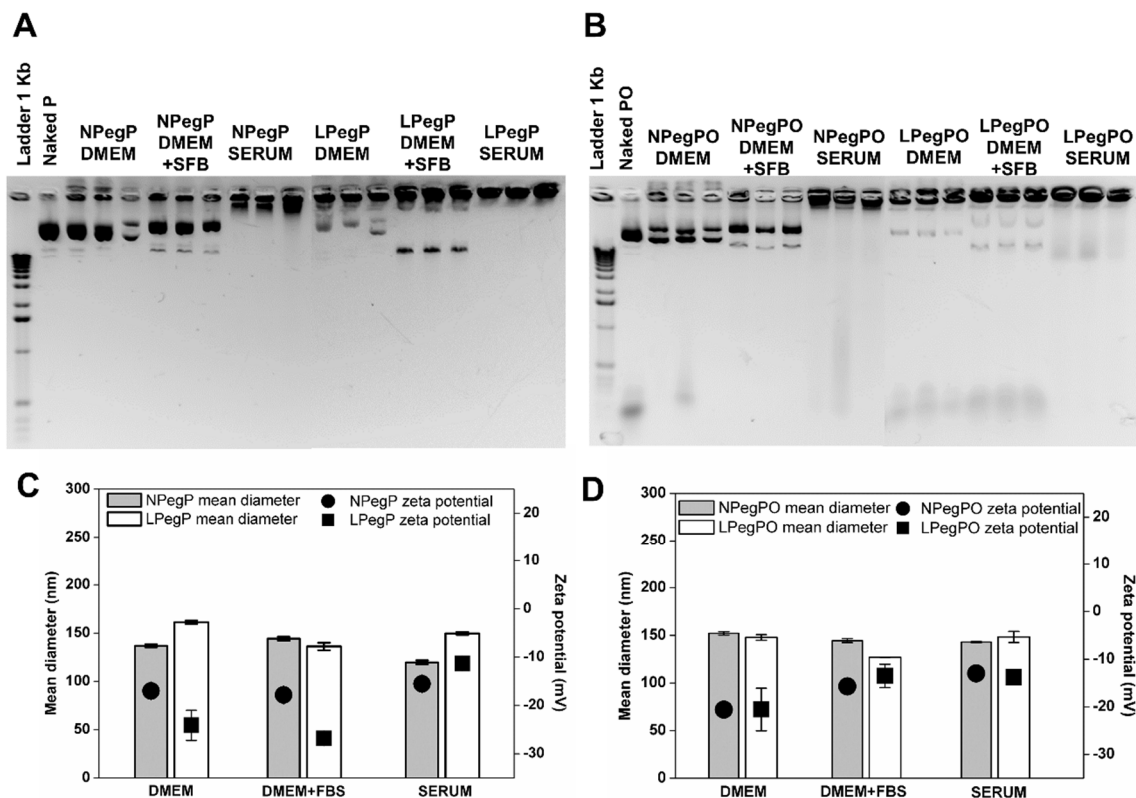 A
Ladder 1 Kb
Naked P
NPegP
DMEM
NPegP
DMEM
+SFB
NPegP
SERUM
LPegP
DMEM
LPegP
DMEM
+SFB
LPegP
SERUM
B
Ladder 1 Kb
Naked PO
NPegPO
DMEM
NPegPO
DMEM
+SFB
NPegPO
SERUM
LPegPO
DMEM
LPegPO
DMEM
+SFB
LPegPO
SERUM
C
NPegP mean diameter
NPegP zeta potential
LPegP mean diameter
LPegP zeta potential
Mean diameter (nm)
300
250
200
150
100
50
0
Zeta potential (mV)
20
10
0
-10
-20
-30
DMEM
DMEM+FBS
SERUM
D
NPegPO mean diameter
NPegPO zeta potential
LPegPO mean diameter
LPegPO zeta potential
Mean diameter (nm)
300
250
200
150
100
50
0
Zeta potential (mV)
20
10
0
-10
-20
-30
DMEM
DMEM+FBS
SERUM